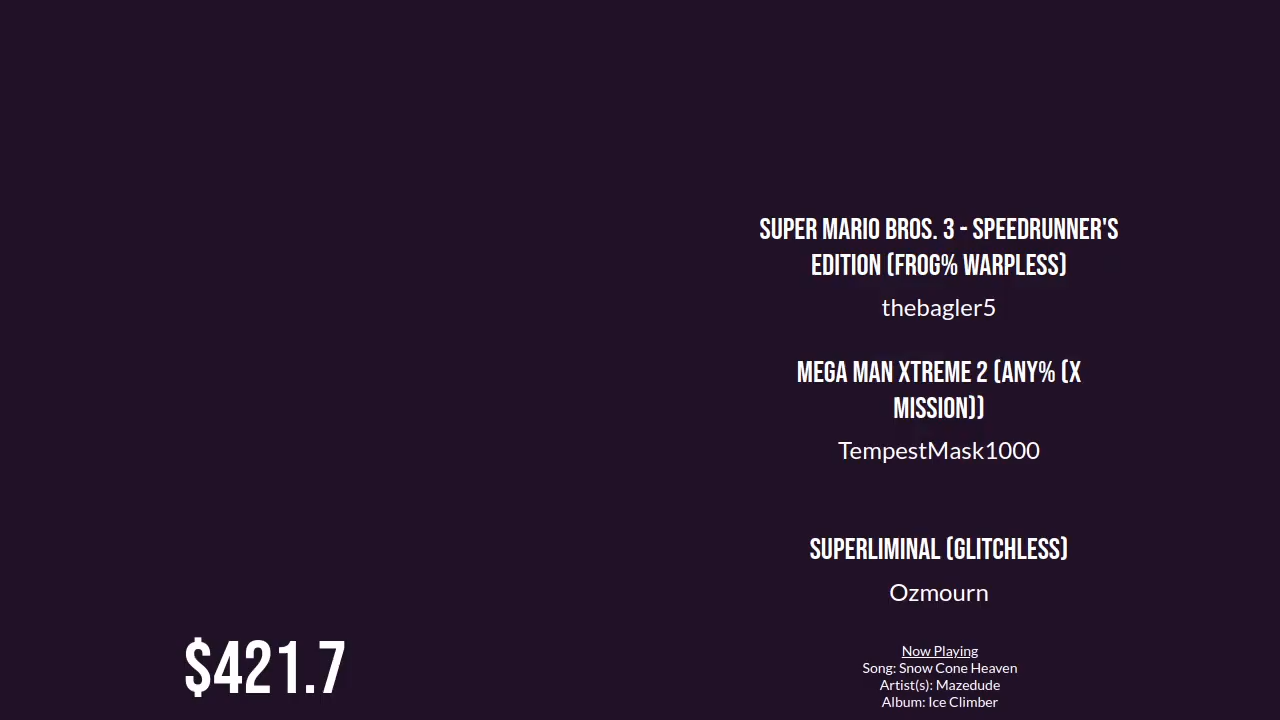 SUPER MARIO BROS. 3 - SPEEDRUNNER'S
EDITION (FROG% WARPLESS)
thebagler5
MEGA MAN XTREME 2 (ANY% (X
MISSION))
TempestMask1000
SUPERLIMINAL (GLITCHLESS)
Ozmourn
$421.7
Now Playing
Song: Snow Cone Heaven
Artist(s): Mazedude
Album: Ice Climber